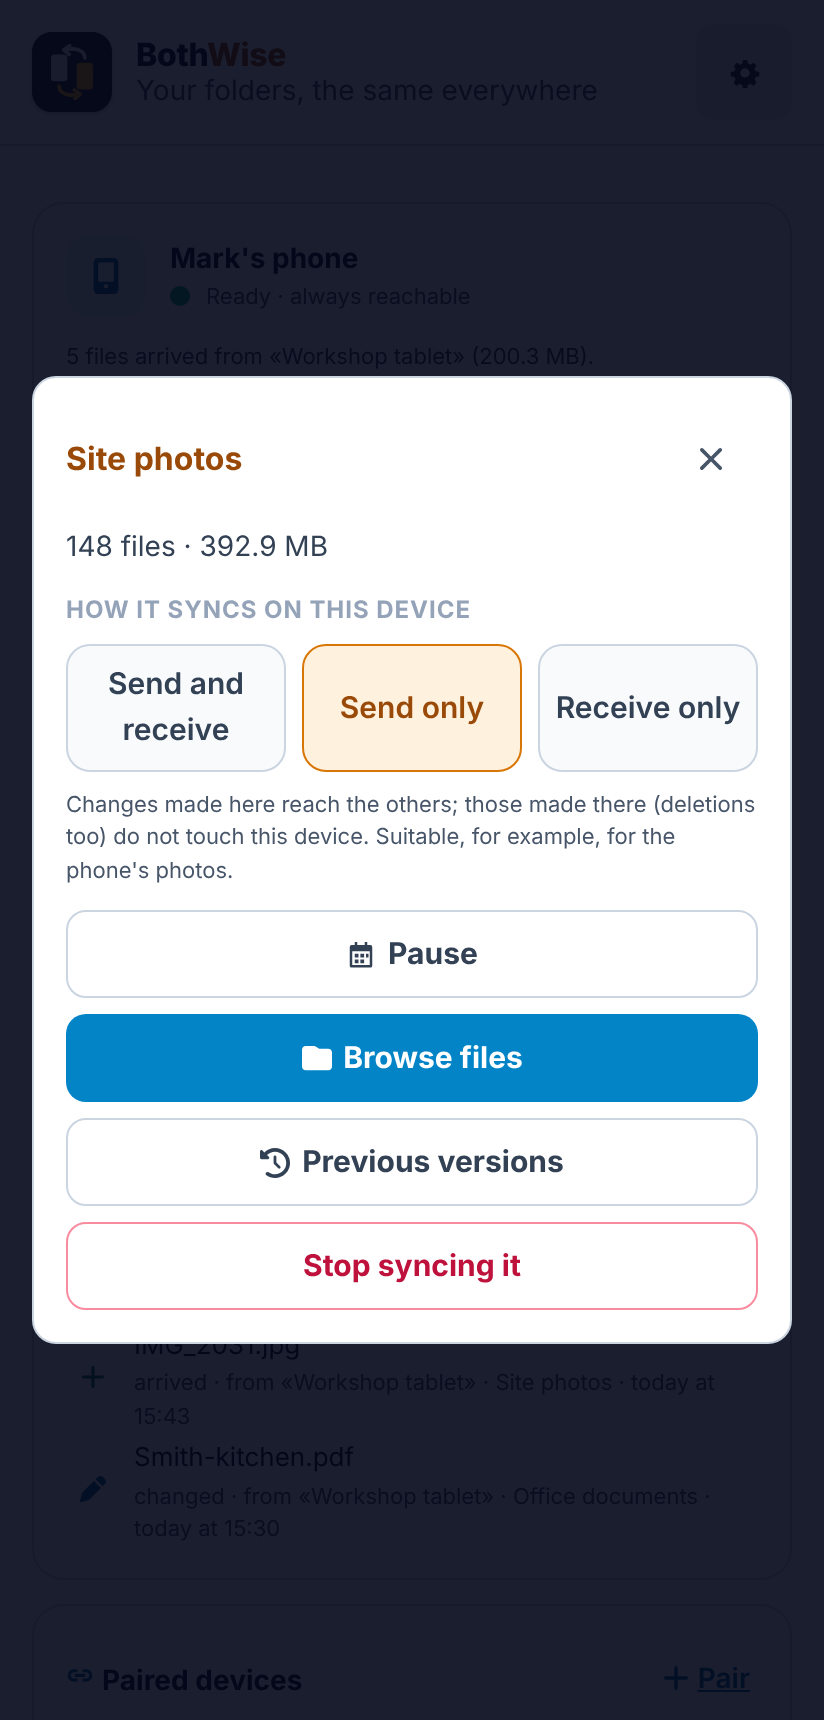 BothWise
Your folders, the same everywhere
Mark's phone
Ready · always reachable
5 files arrived from «Workshop tablet» (200.3 MB).
Site photos
148 files · 392.9 MB
HOW IT SYNCS ON THIS DEVICE
Send and
receive
Send only
Receive only
Changes made here reach the others; those made there (deletions
too) do not touch this device. Suitable, for example, for the
phone's photos.
Pause
Browse files
Previous versions
Stop syncing it
IMG_2031.jpg
arrived · from «Workshop tablet» · Site photos · today at
15:43
Smith-kitchen.pdf
changed · from «Workshop tablet» · Office documents ·
today at 15:30
Paired devices
Pair